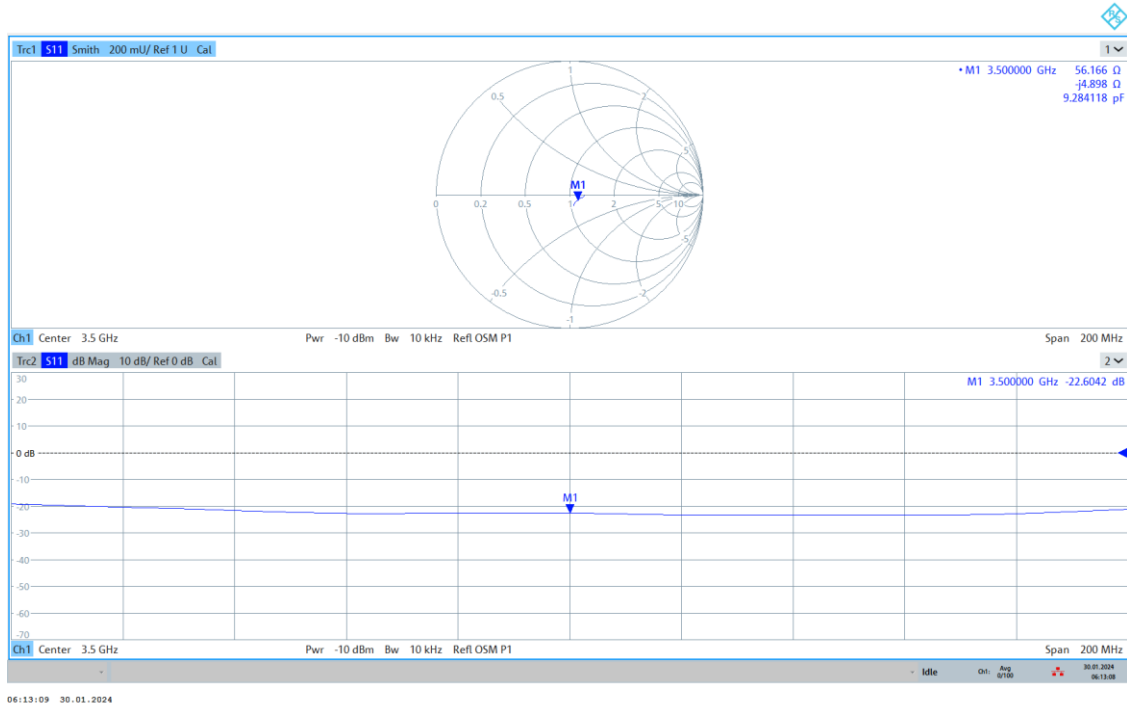 R&S
Trc1 S11 Smith 200 mU/ Ref 1 U Cal 1
•M1 3.500000 GHz 56.166 Ω
-j4.898 Ω
9.284118 pF
1
0.5 2
5
M1
0 0.2 0.5 1 2 5 10
-5
-0.5 -2
-1
Ch1 Center 3.5 GHz Pwr -10 dBm Bw 10 kHz Refl OSM P1 Span 200 MHz
Trc2 S11 dB Mag 10 dB/ Ref 0 dB Cal 2
30
M1 3.500000 GHz -22.6042 dB
20
10
0 dB
-10
M1
-20
-30
-40
-50
-60
-70
Ch1 Center 3.5 GHz Pwr -10 dBm Bw 10 kHz Refl OSM P1 Span 200 MHz
- - Idle Ch1: Avg 0/100 30.01.2024 06:13:08
06:13:09 30.01.2024